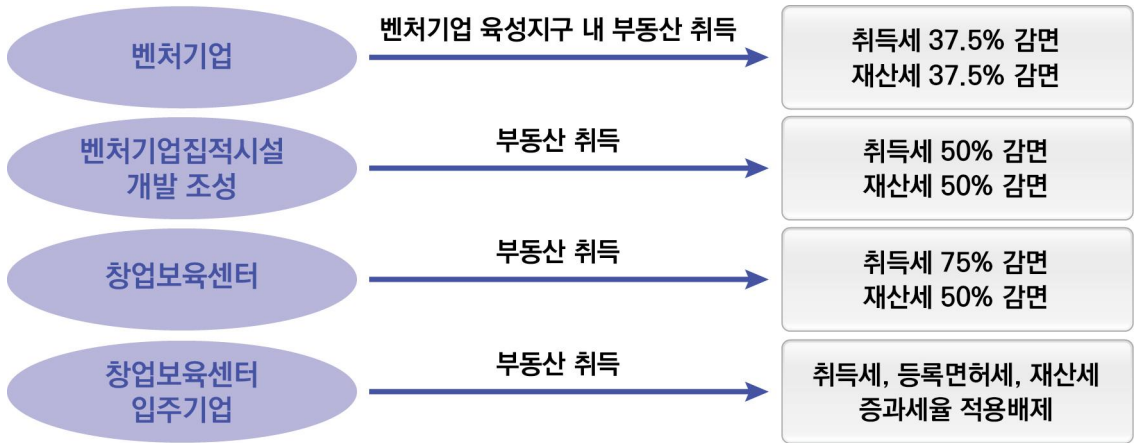 벤처기업
벤처기업 육성지구 내 부동산 취득
취득세 37.5% 감면
재산세 37.5% 감면
벤처기업집적시설
개발 조성
부동산 취득
취득세 50% 감면
재산세 50% 감면
창업보육센터
부동산 취득
취득세 75% 감면
재산세 50% 감면
창업보육센터
입주기업
부동산 취득
취득세, 등록면허세, 재산세
증과세율 적용배제